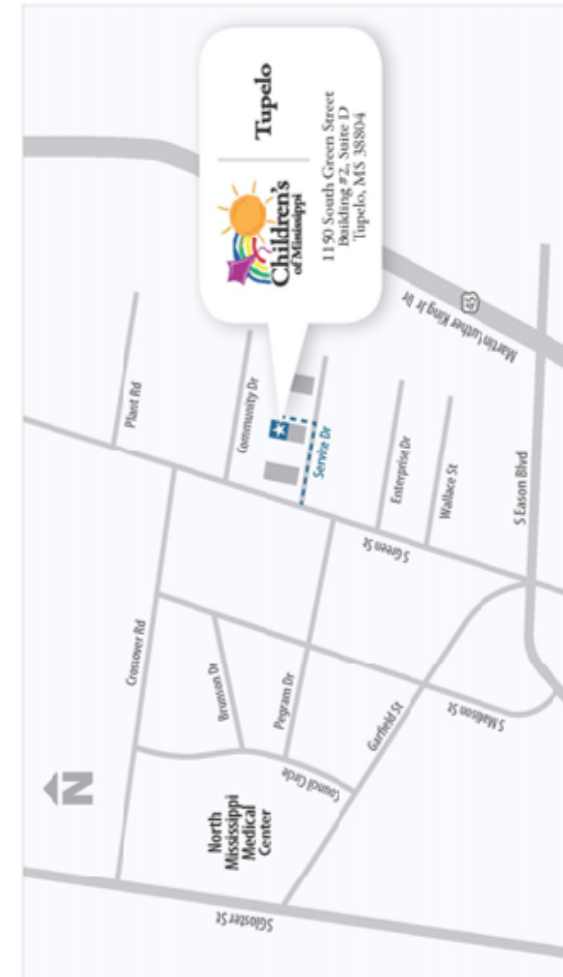 Children's
of Mississippi
Tupelo
1150 South Green Street
Building #2, Suite D
Tupelo, MS 38804
N
North
Mississippi
Medical
Center
S Gloster St
Crossover Rd
Council Circle
Brunson Dr
Pegram Dr
Garfield St
S Madison St
S Green St
Plant Rd
Community Dr
Service Dr
Enterprise Dr
Wallace St
S Eason Blvd
Martin Luther King Jr Dr
45